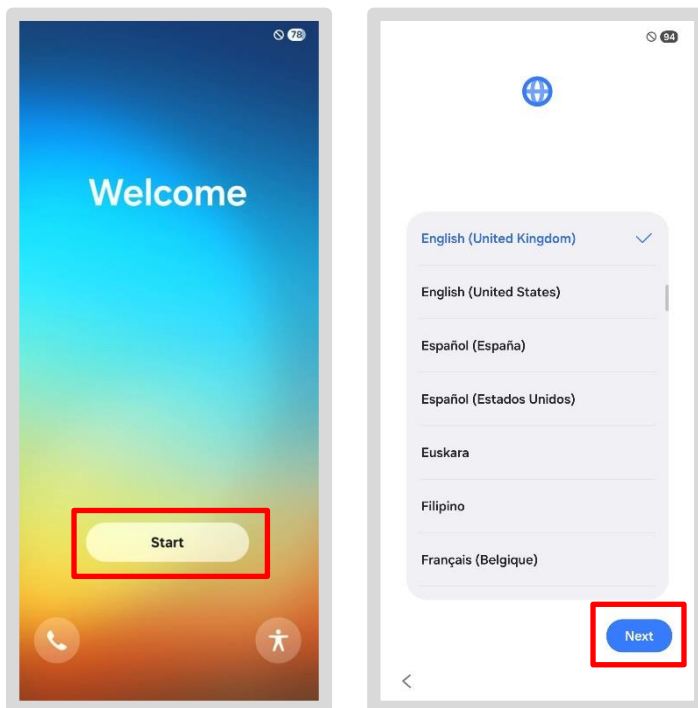 78
Welcome
Start
94
English (United Kingdom)
English (United States)
Español (España)
Español (Estados Unidos)
Euskara
Filipino
Français (Belgique)
Next